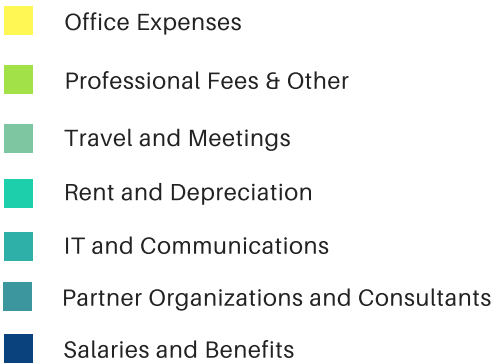 Office Expenses
Professional Fees & Other
Travel and Meetings
Rent and Depreciation
IT and Communications
Partner Organizations and Consultants
Salaries and Benefits